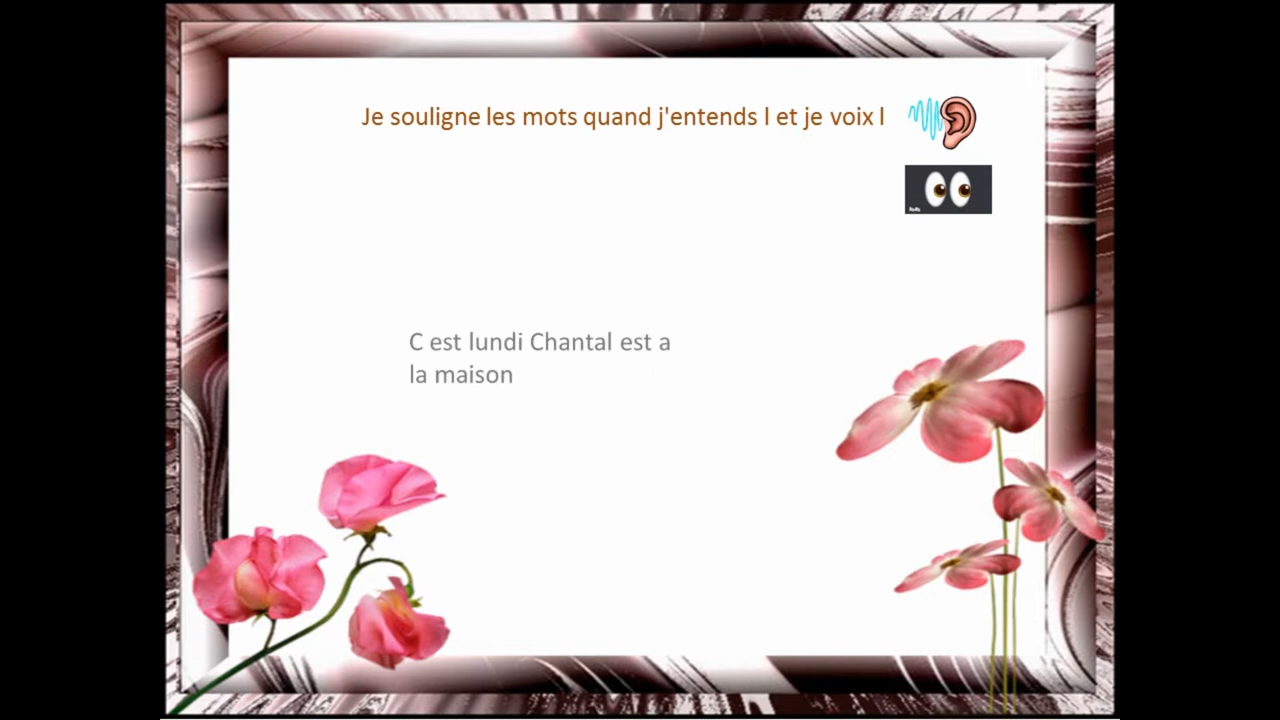 Je souligne les mots quand j'entends l et je voix l
C est lundi Chantal est a
la maison